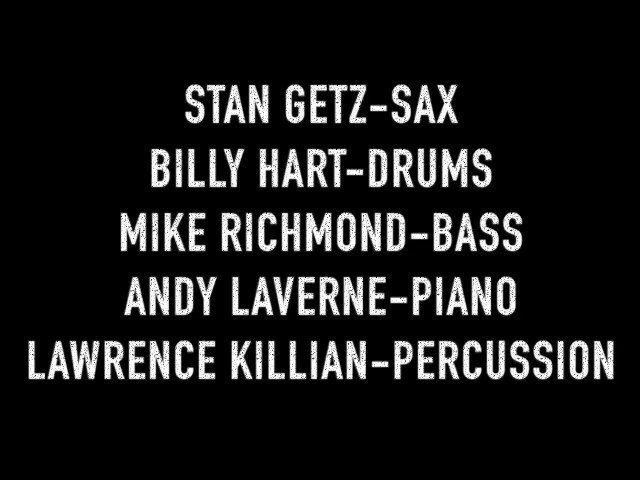 STAN GETZ-SAX
BILLY HART-DRUMS
MIKE RICHMOND-BASS
ANDY LAVERNE-PIANO
LAWRENCE KILLIAN-PERCUSSION